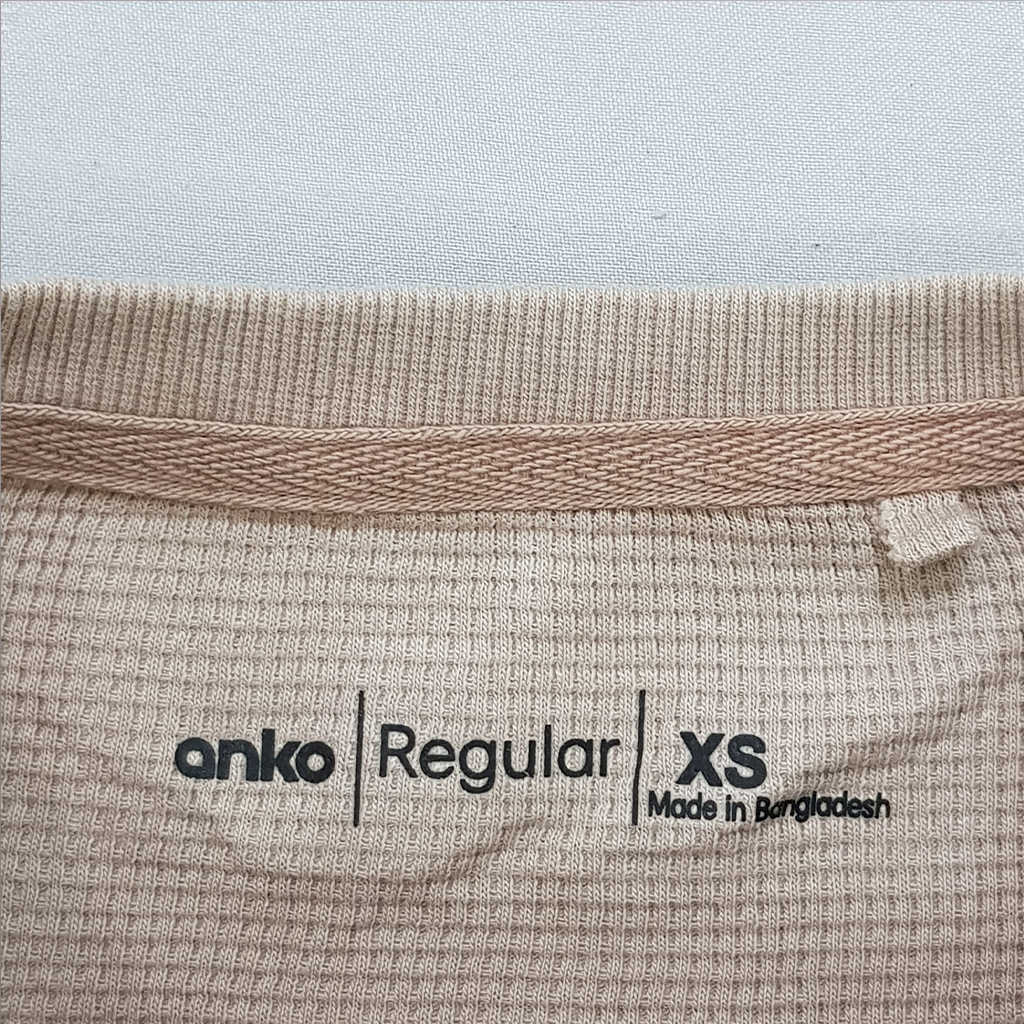 anko | Regular | XS
Made in Bangladesh